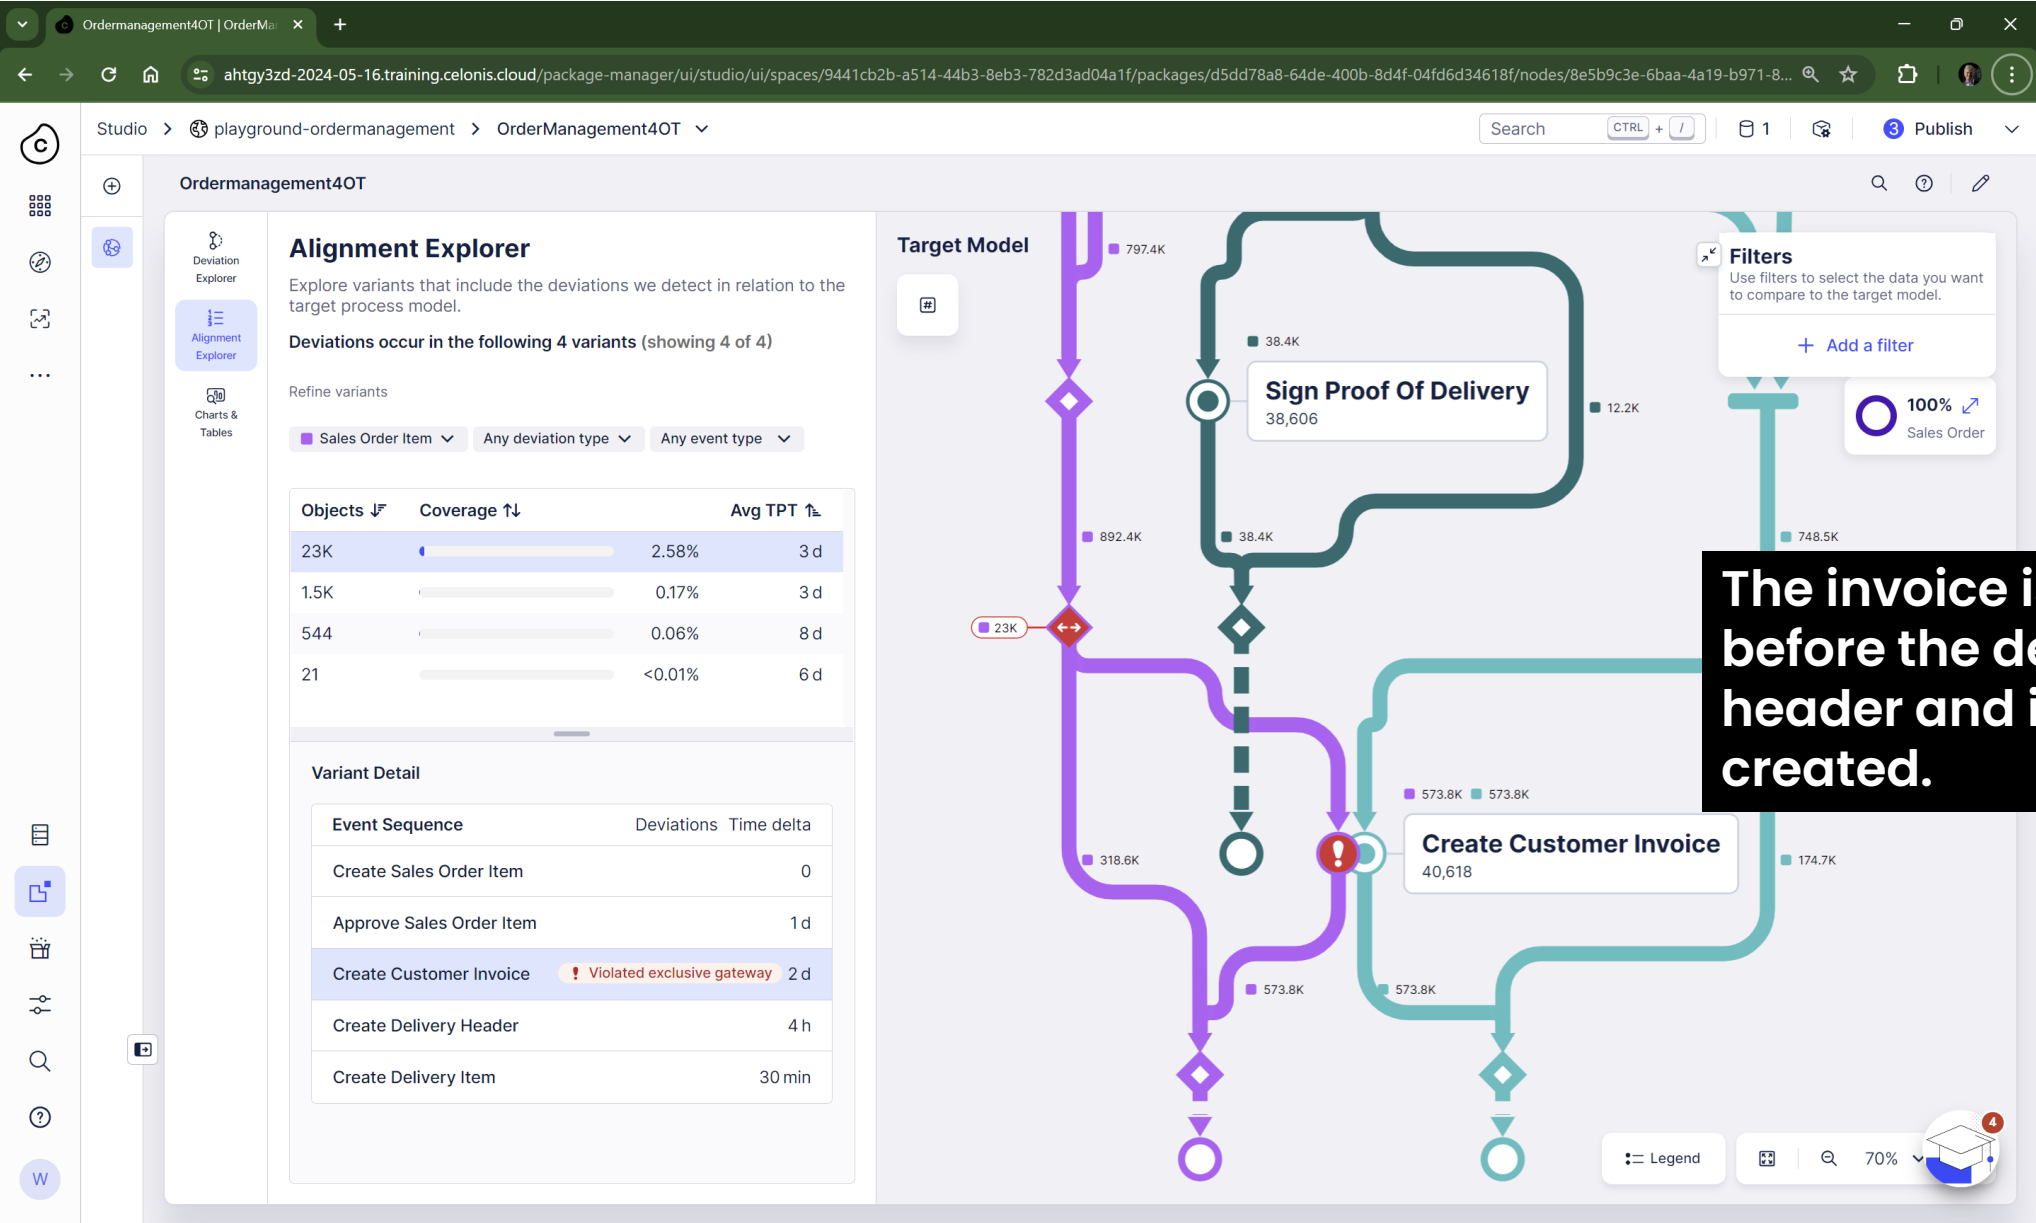 Ordermanagement4OT | OrderMa
ahtgy3zd-2024-05-16.training.celonis.cloud/package-manager/ui/studio/ui/spaces/9441cb2b-a514-44b3-8eb3-782d3ad04a1f/packages/d5dd78a8-64de-400b-8d4f-04fd6d34618f/nodes/8e5b9c3e-6baa-4a19-b971-8...
C
Studio
playground-ordermanagement
OrderManagement4OT
Search CTRL + /
1
3 Publish
Ordermanagement4OT
Deviation
Explorer
Alignment
Explorer
Charts &
Tables
W
Alignment Explorer
Explore variants that include the deviations we detect in relation to the
target process model.
Deviations occur in the following 4 variants (showing 4 of 4)
Refine variants
Sales Order Item Any deviation type Any event type
Objects Coverage Avg TPT
23K 2.58% 3 d
1.5K 0.17% 3 d
544 0.06% 8 d
21 <0.01% 6 d
Variant Detail
Event Sequence Deviations Time delta
Create Sales Order Item 0
Approve Sales Order Item 1 d
Create Customer Invoice ! Violated exclusive gateway 2 d
Create Delivery Header 4 h
Create Delivery Item 30 min
Target Model
797.4K
38.4K
Sign Proof Of Delivery
38,606
12.2K
892.4K
38.4K
748.5K
23K
573.8K 573.8K
Create Customer Invoice
40,618
318.6K
174.7K
573.8K
573.8K
Filters
Use filters to select the data you want
to compare to the target model.
+ Add a filter
100%
Sales Order
The invoice i
before the de
header and i
created.
Legend
70%
4